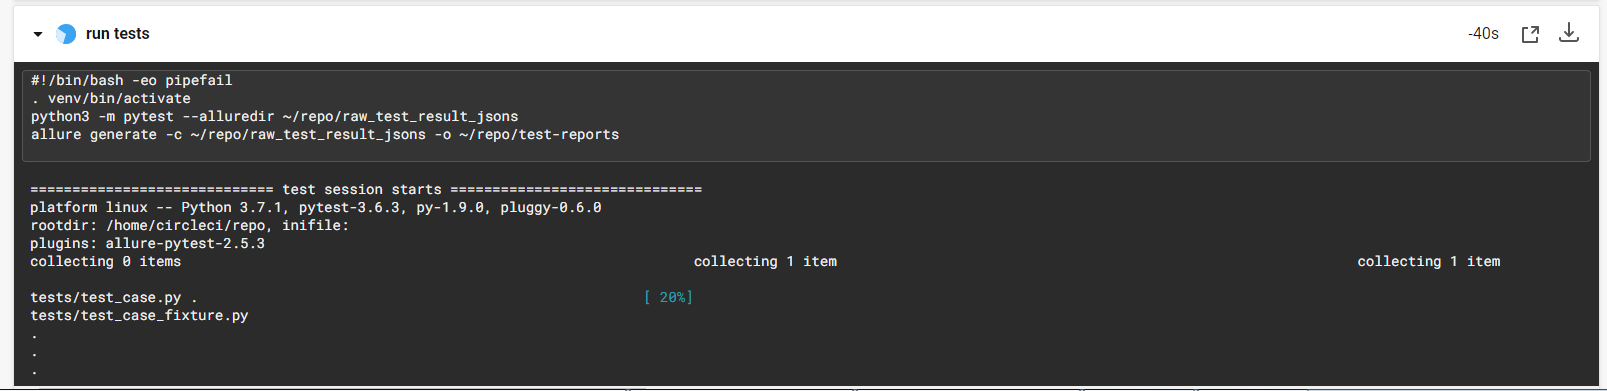 run tests -40s
#!/bin/bash -eo pipefail
. venv/bin/activate
python3 -m pytest --alluredir ~/repo/raw_test_result_jsons
allure generate -c ~/repo/raw_test_result_jsons -o ~/repo/test-reports
============================= test session starts ==============================
platform linux -- Python 3.7.1, pytest-3.6.3, py-1.9.0, pluggy-0.6.0
rootdir: /home/circleci/repo, inifile:
plugins: allure-pytest-2.5.3
collecting 0 items collecting 1 item collecting 1 item
tests/test_case.py . [ 20%]
tests/test_case_fixture.py
.
.
.